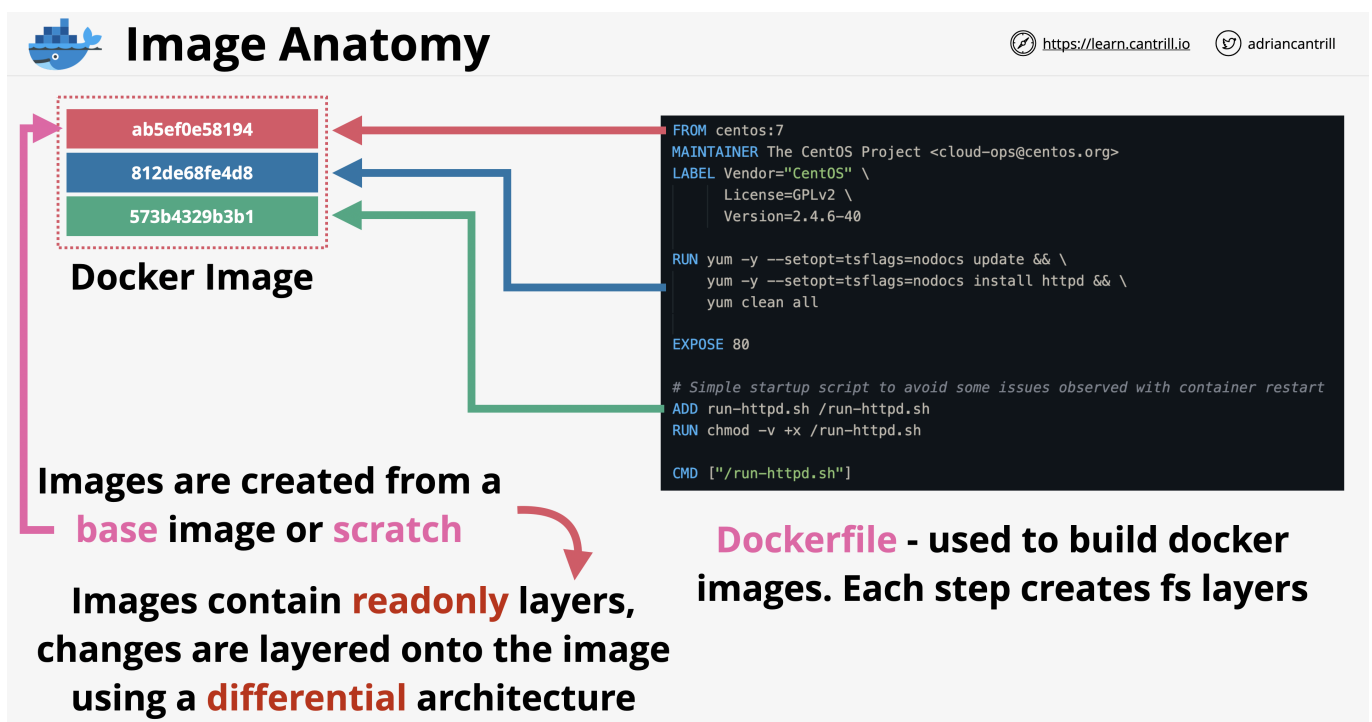 Image Anatomy
https://learn.cantrill.io
adriancantrill
ab5ef0e58194
812de68fe4d8
573b4329b3b1
Docker Image
FROM centos:7
MAINTAINER The CentOS Project <cloud-ops@centos.org>
LABEL Vendor="CentOS" \
License=GPLv2 \
Version=2.4.6-40
RUN yum -y --setopt=tsflags=nodocs update && \
yum -y --setopt=tsflags=nodocs install httpd && \
yum clean all
EXPOSE 80
# Simple startup script to avoid some issues observed with container restart
ADD run-httpd.sh /run-httpd.sh
RUN chmod -v +x /run-httpd.sh
CMD ["/run-httpd.sh"]
Images are created from a
base image or scratch
Images contain readonly layers,
changes are layered onto the image
using a differential architecture
Dockerfile - used to build docker
images. Each step creates fs layers